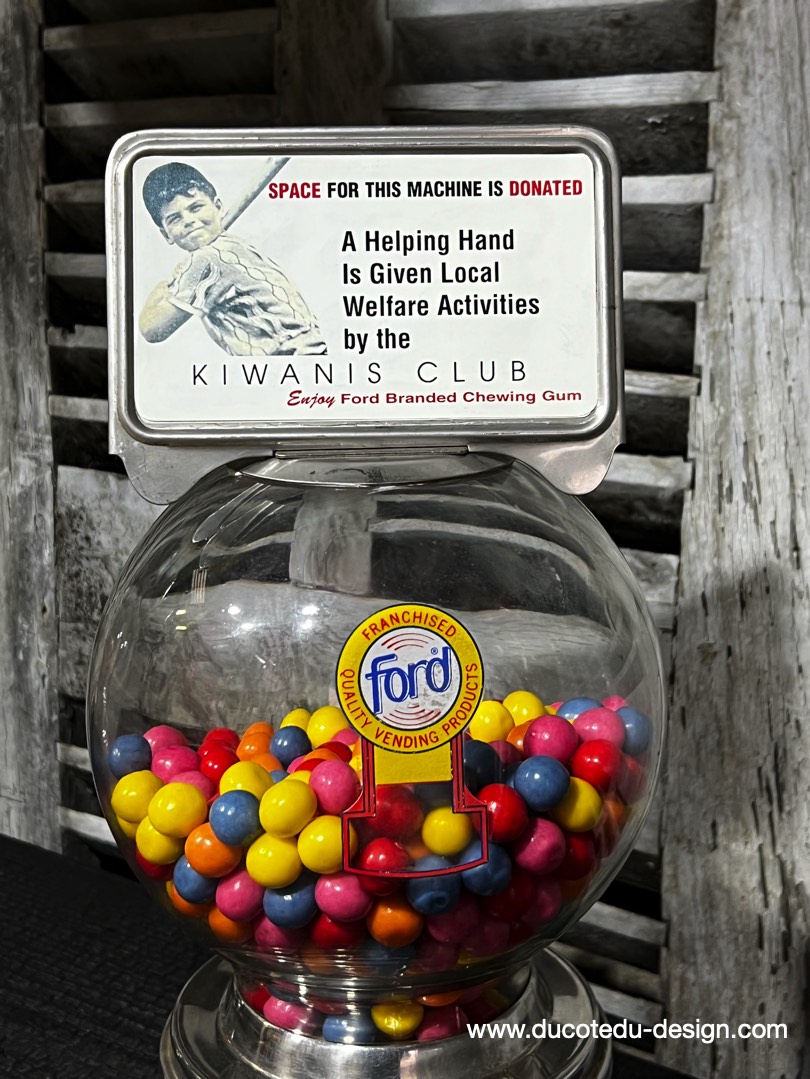 SPACE FOR THIS MACHINE IS DONATED
A Helping Hand
Is Given Local
Welfare Activities
by the
KIWANIS CLUB
Enjoy Ford Branded Chewing Gum
FRANCHISED
Ford®
QUALITY VENDING PRODUCTS
www.ducotedu-design.com